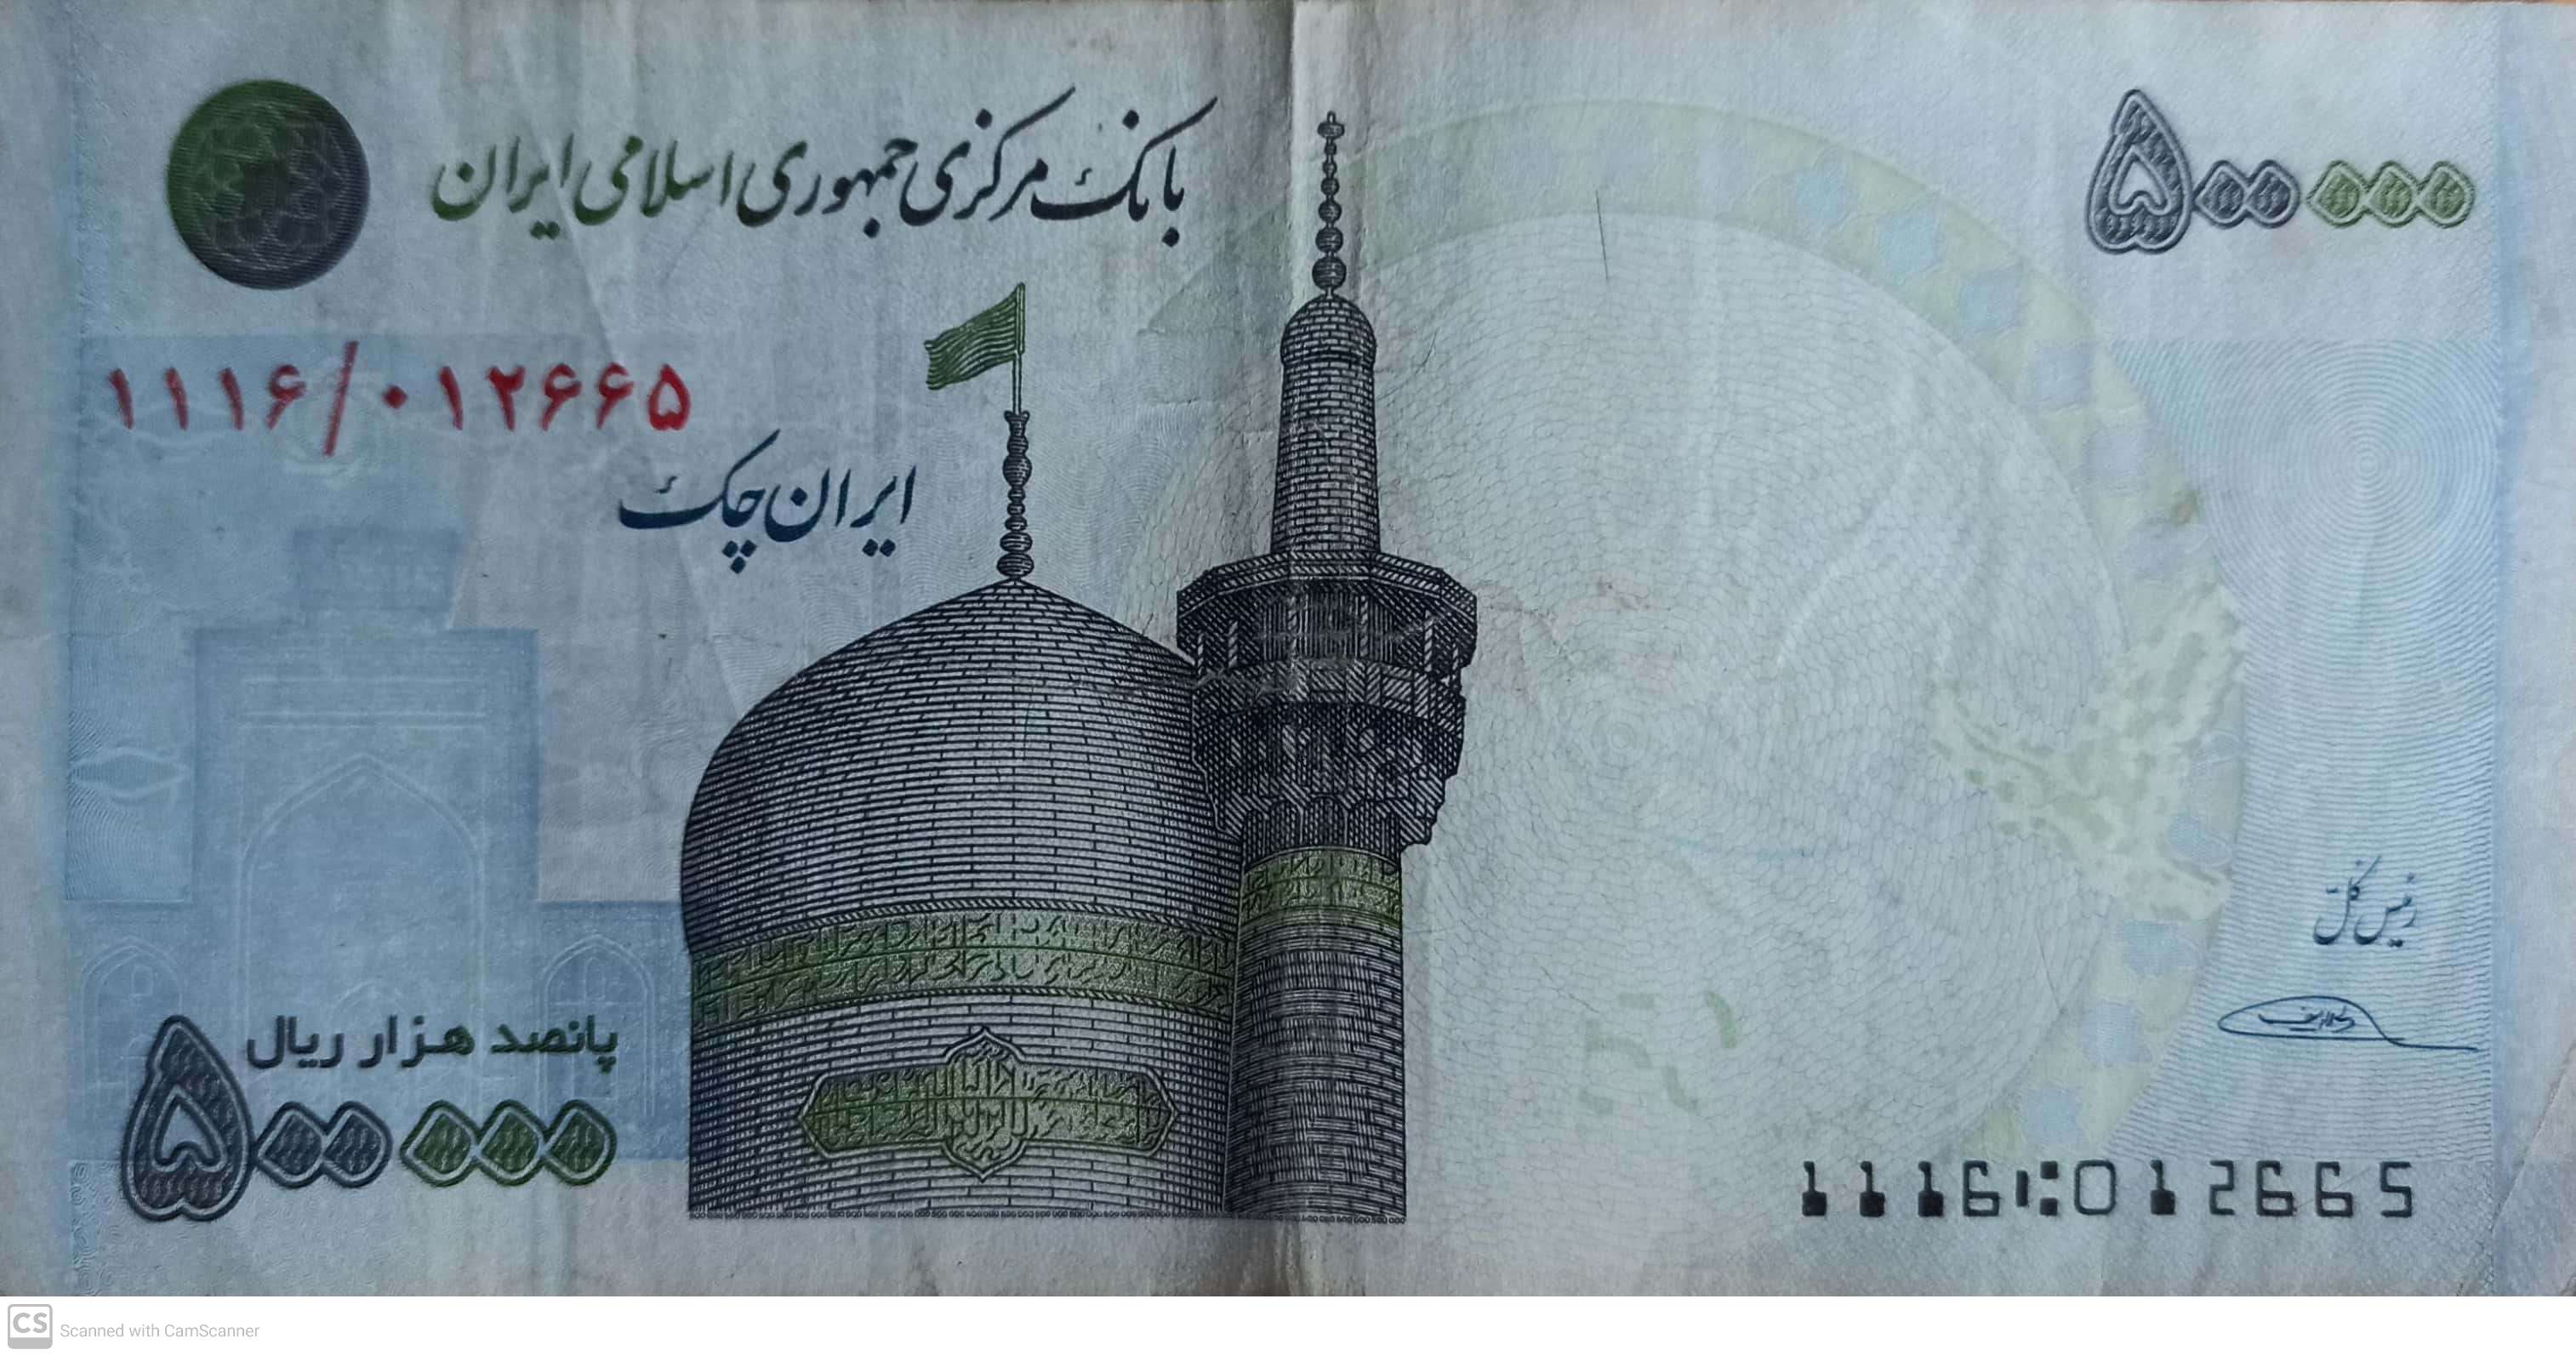 بانک مرکزی جمهوری اسلامی ایران
۵۰۰۰۰۰
۱۱۱۶/۰۱۲۶۶۵
ایران چک
رئیس کل
پانصد هزار ریال
۵۰۰۰۰۰
1116:012665
CS Scanned with CamScanner